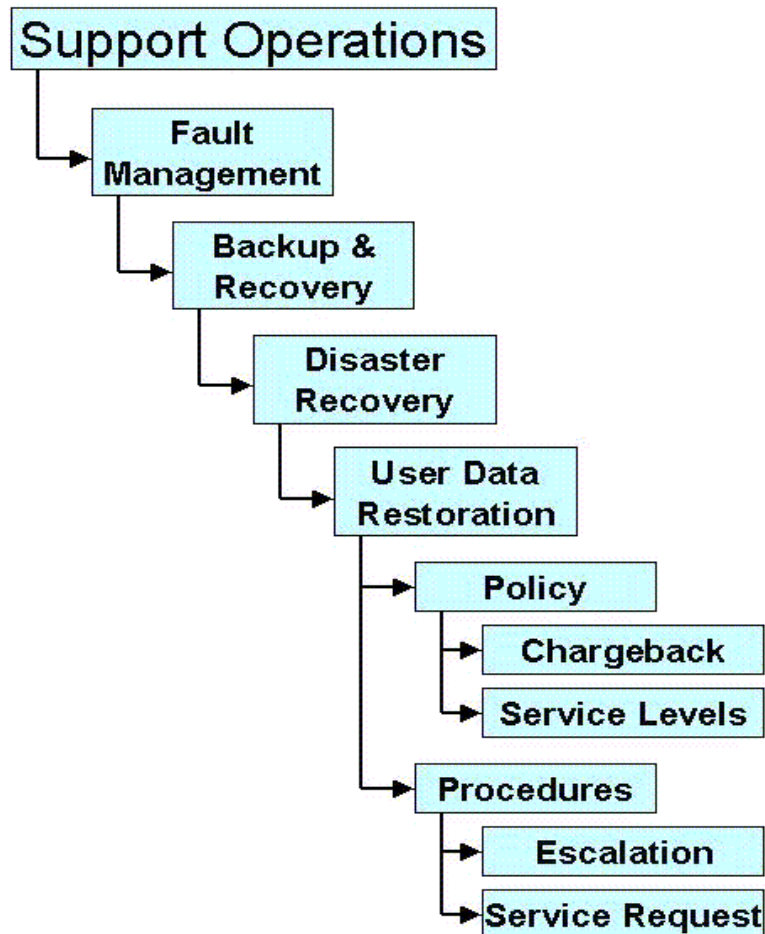 Support Operations
Fault
Management
Backup &
Recovery
Disaster
Recovery
User Data
Restoration
Policy
Chargeback
Service Levels
Procedures
Escalation
Service Request